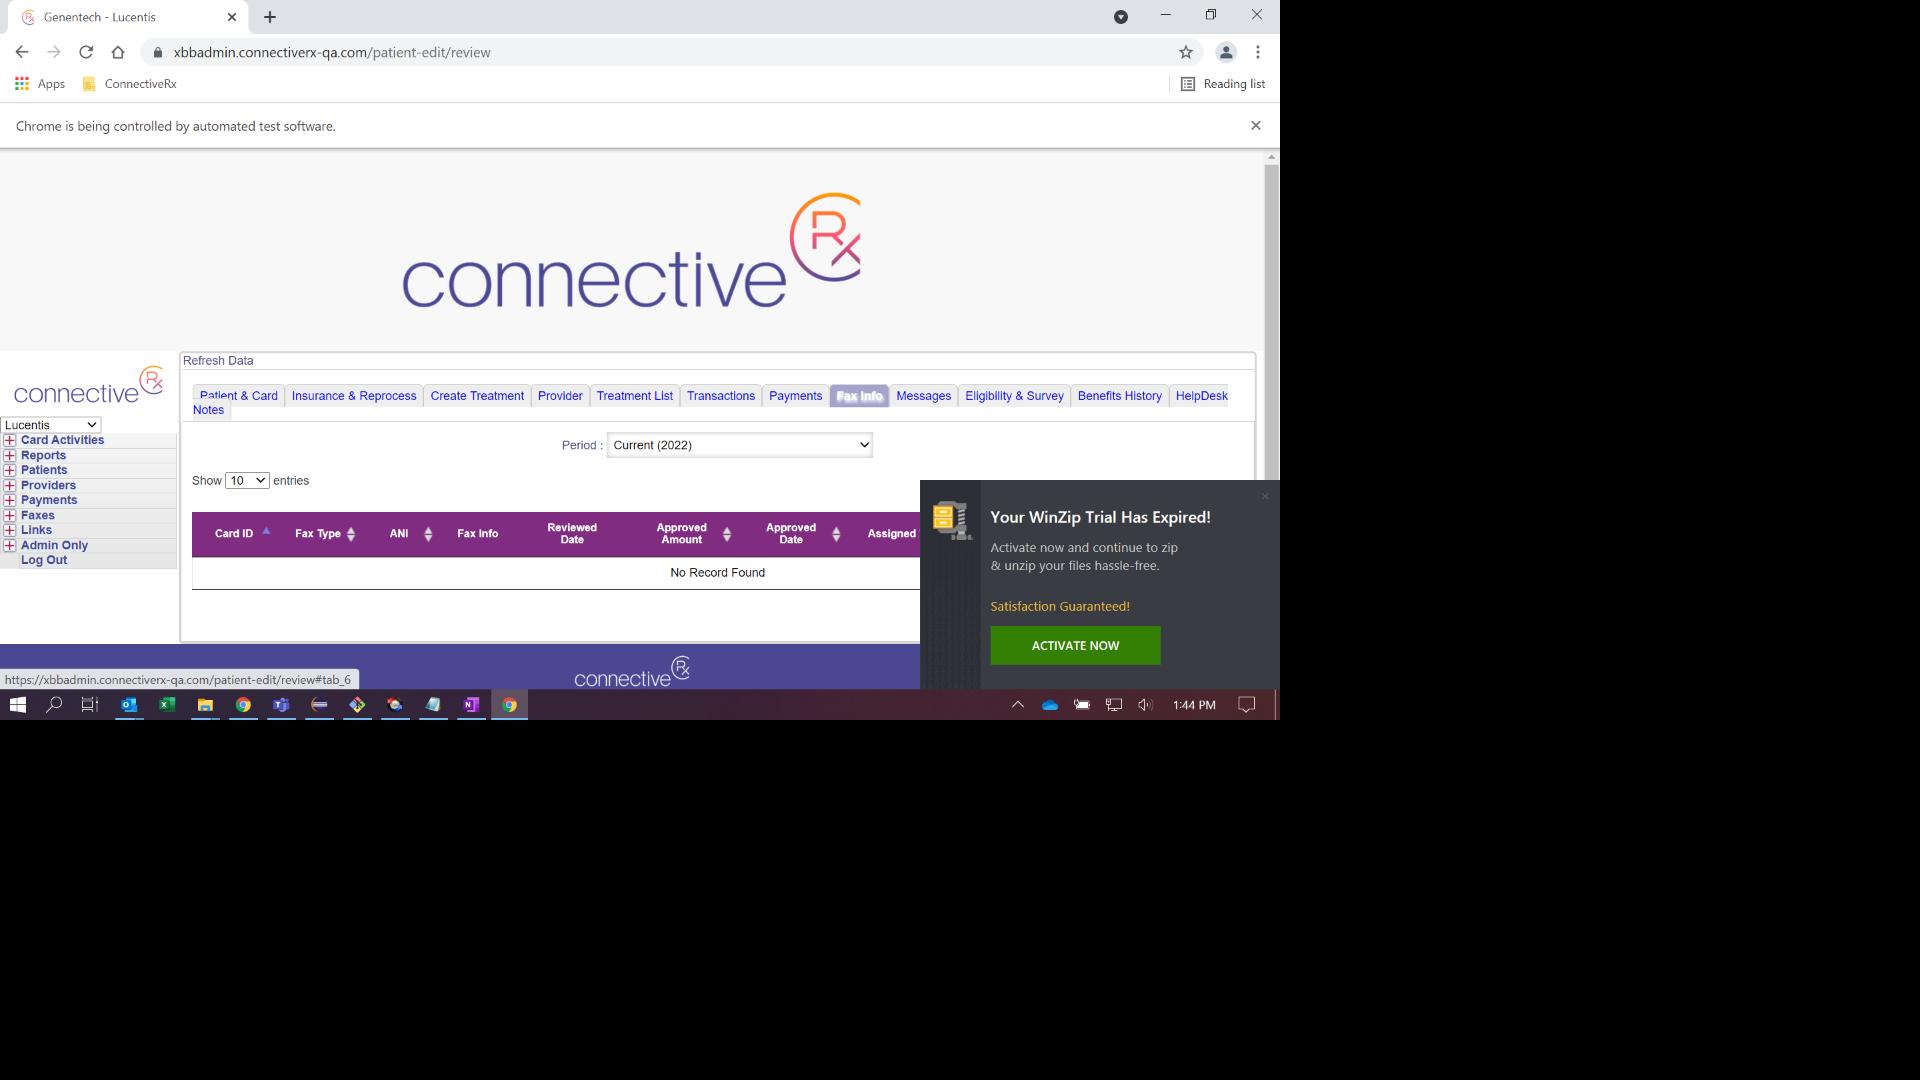 Genentech - Lucentis
xbbadmin.connectiverx-qa.com/patient-edit/review
Apps
ConnectiveRx
Reading list
Chrome is being controlled by automated test software.
connective Rx
connective Rx
Lucentis
Card Activities
Reports
Patients
Providers
Payments
Faxes
Links
Admin Only
Log Out
Refresh Data
Patient & Card Insurance & Reprocess Create Treatment Provider Treatment List Transactions Payments Fax Info Messages Eligibility & Survey Benefits History HelpDesk
Notes
Period : Current (2022)
Show 10 entries
Card ID Fax Type ANI Fax Info Reviewed Date Approved Amount Approved Date Assigned
No Record Found
Your WinZip Trial Has Expired!
Activate now and continue to zip
& unzip your files hassle-free.
Satisfaction Guaranteed!
ACTIVATE NOW
connective Rx
https://xbbadmin.connectiverx-qa.com/patient-edit/review#tab_6
1:44 PM